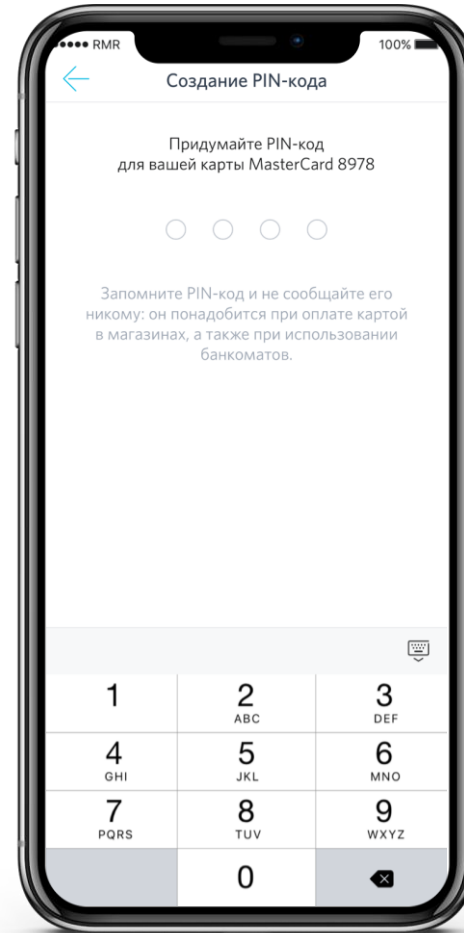 ●●●●● RMR 100%
Создание PIN-кода
Придумайте PIN-код
для вашей карты MasterCard 8978
Запомните PIN-код и не сообщайте его
никому: он понадобится при оплате картой
в магазинах, а также при использовании
банкоматов.
1 2 3
ABC DEF
4 5 6
GHI JKL MNO
7 8 9
PQRS TUV WXYZ
0